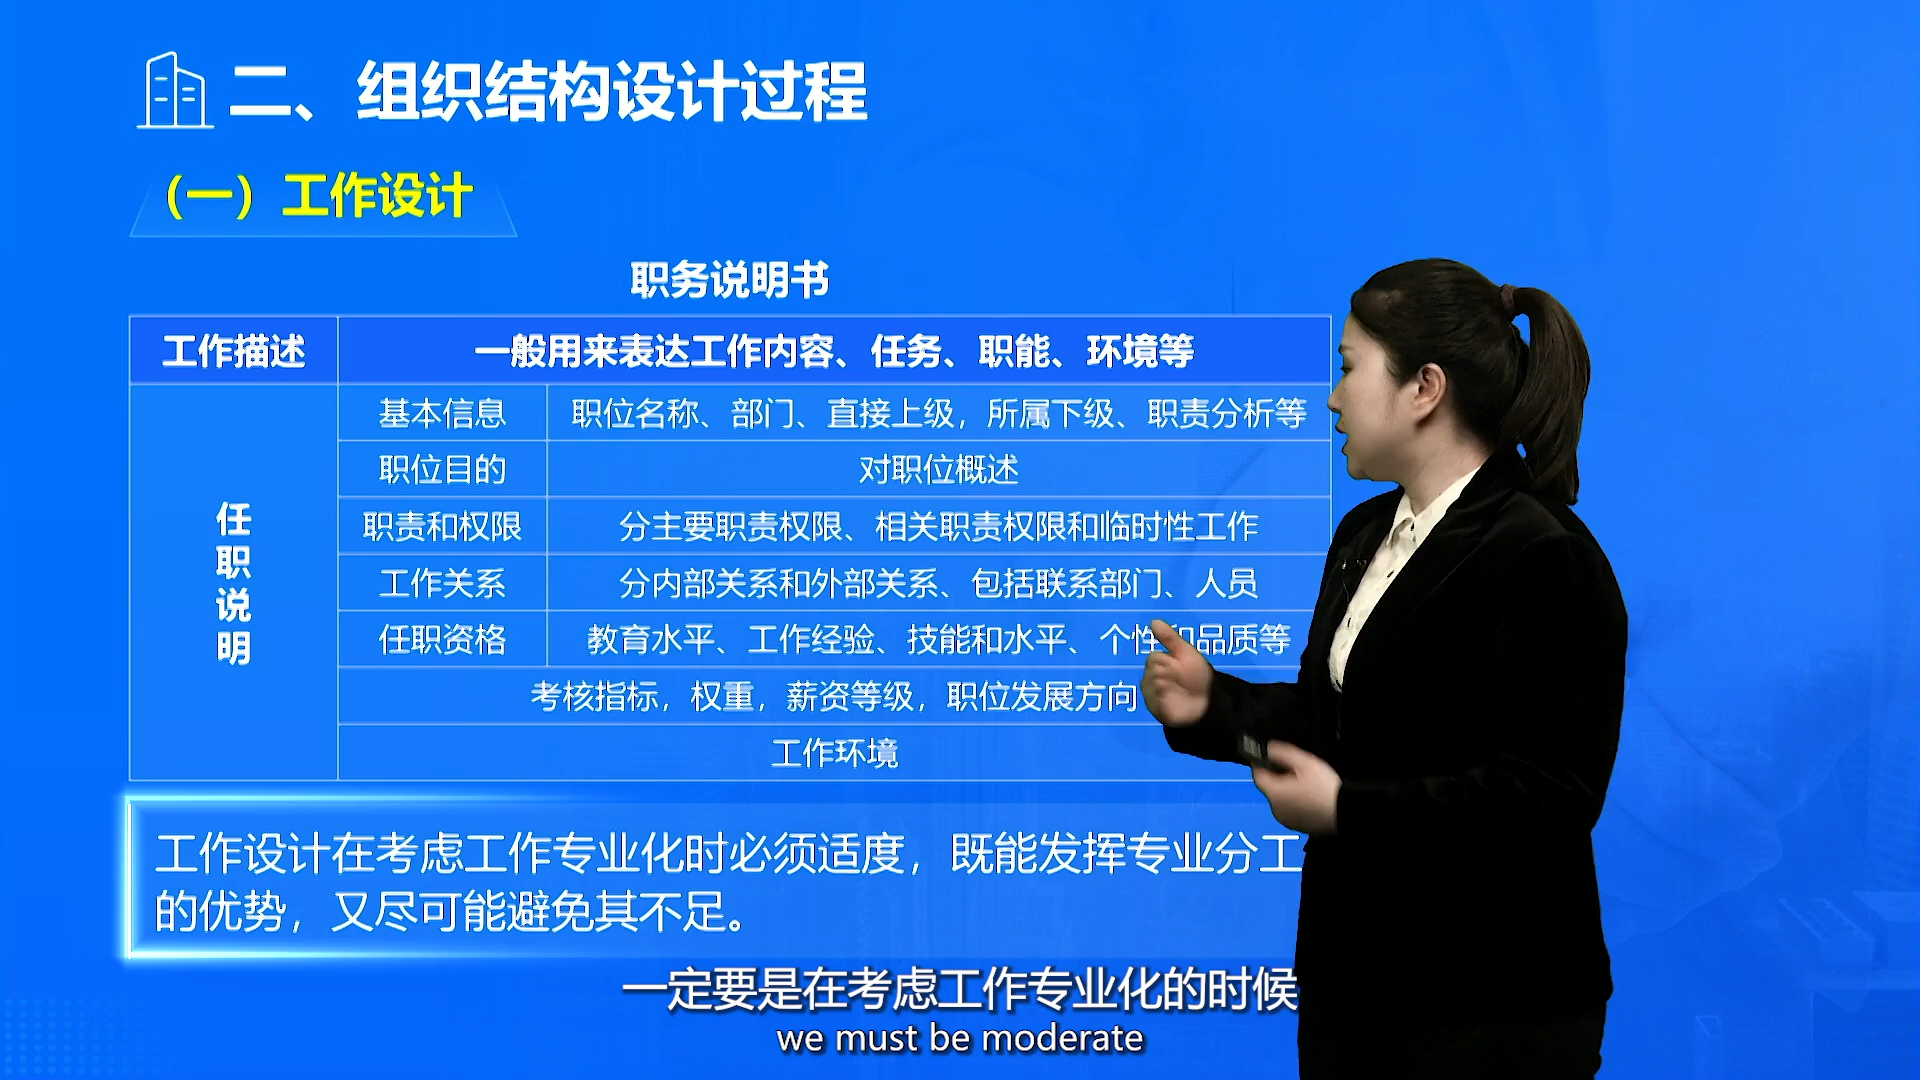 二、组织结构设计过程
（一）工作设计
职务说明书
工作描述 一般用来表达工作内容、任务、职能、环境等
任职说明
基本信息 职位名称、部门、直接上级，所属下级、职责分析等
职位目的 对职位概述
职责和权限 分主要职责权限、相关职责权限和临时性工作
工作关系 分内部关系和外部关系、包括联系部门、人员
任职资格 教育水平、工作经验、技能和水平、个性和品质等
考核指标，权重，薪资等级，职位发展方向
工作环境
工作设计在考虑工作专业化时必须适度，既能发挥专业分工
的优势，又尽可能避免其不足。
一定要是在考虑工作专业化的时候
we must be moderate